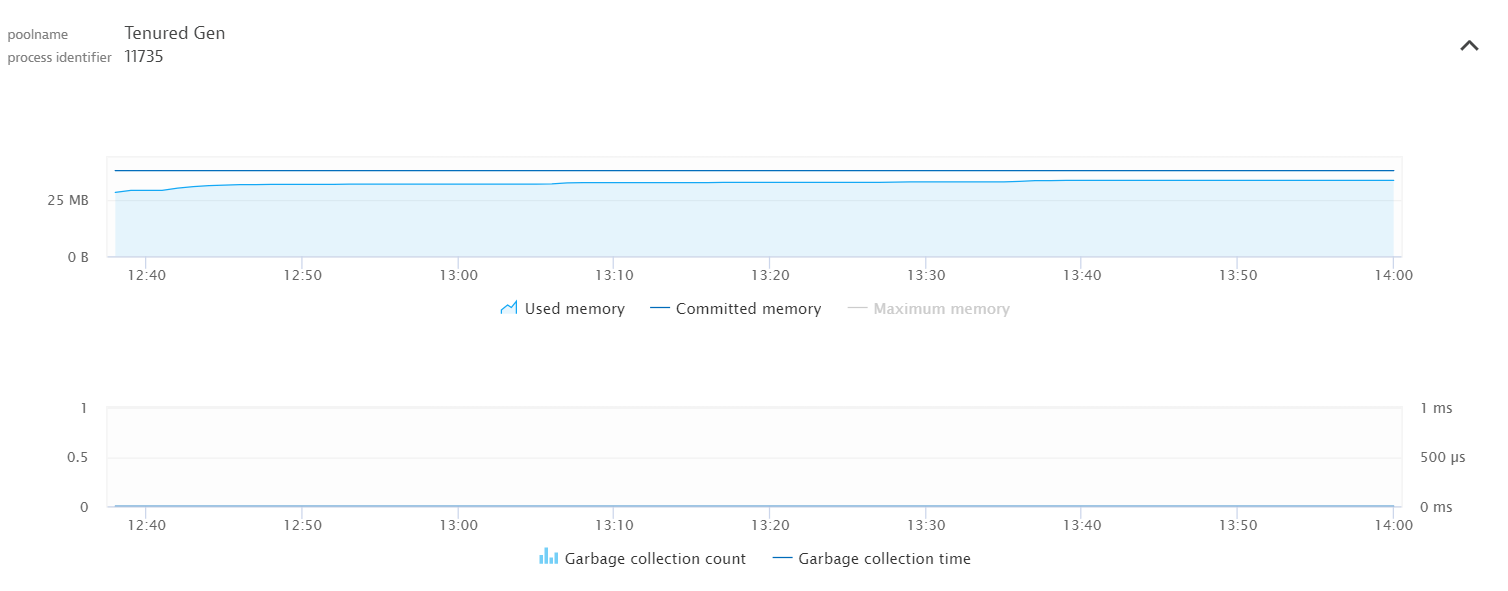 poolname Tenured Gen
process identifier 11735
25 MB
0 B
12:40 12:50 13:00 13:10 13:20 13:30 13:40 13:50 14:00
Used memory Committed memory Maximum memory
1 1 ms
0.5 500 µs
0 0 ms
12:40 12:50 13:00 13:10 13:20 13:30 13:40 13:50 14:00
Garbage collection count Garbage collection time